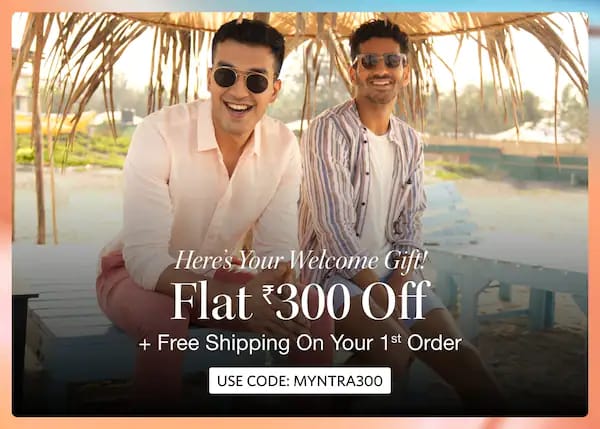 Here's Your Welcome Gift!
Flat ₹300 Off
+ Free Shipping On Your 1st Order
USE CODE: MYNTRA300